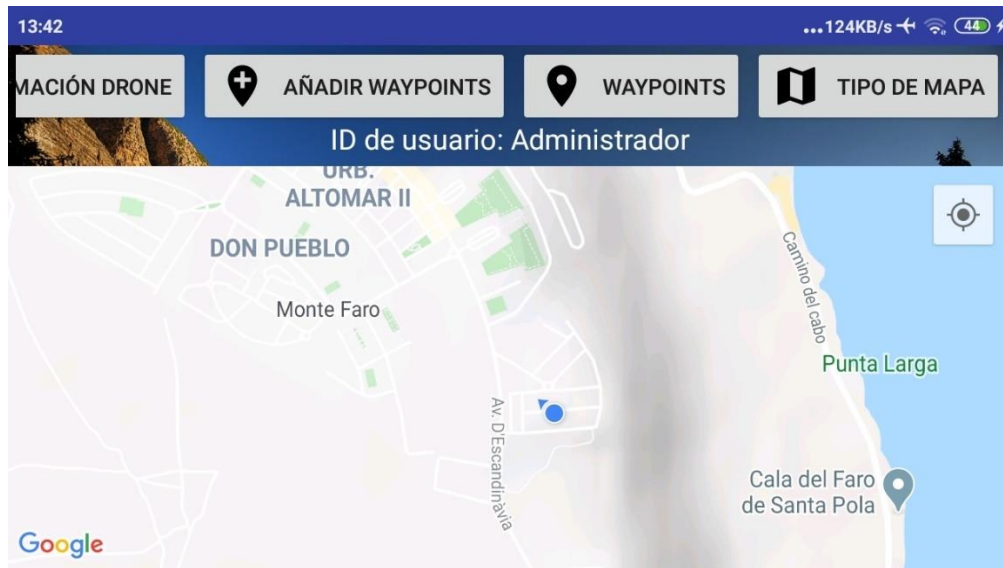 13:42
...124KB/s
44
MACIÓN DRONE
AÑADIR WAYPOINTS
WAYPOINTS
TIPO DE MAPA
ID de usuario: Administrador
URB.
ALTOMAR II
DON PUEBLO
Monte Faro
Av. D'Escandinàvia
Camino del cabo
Punta Larga
Cala del Faro
de Santa Pola
Google